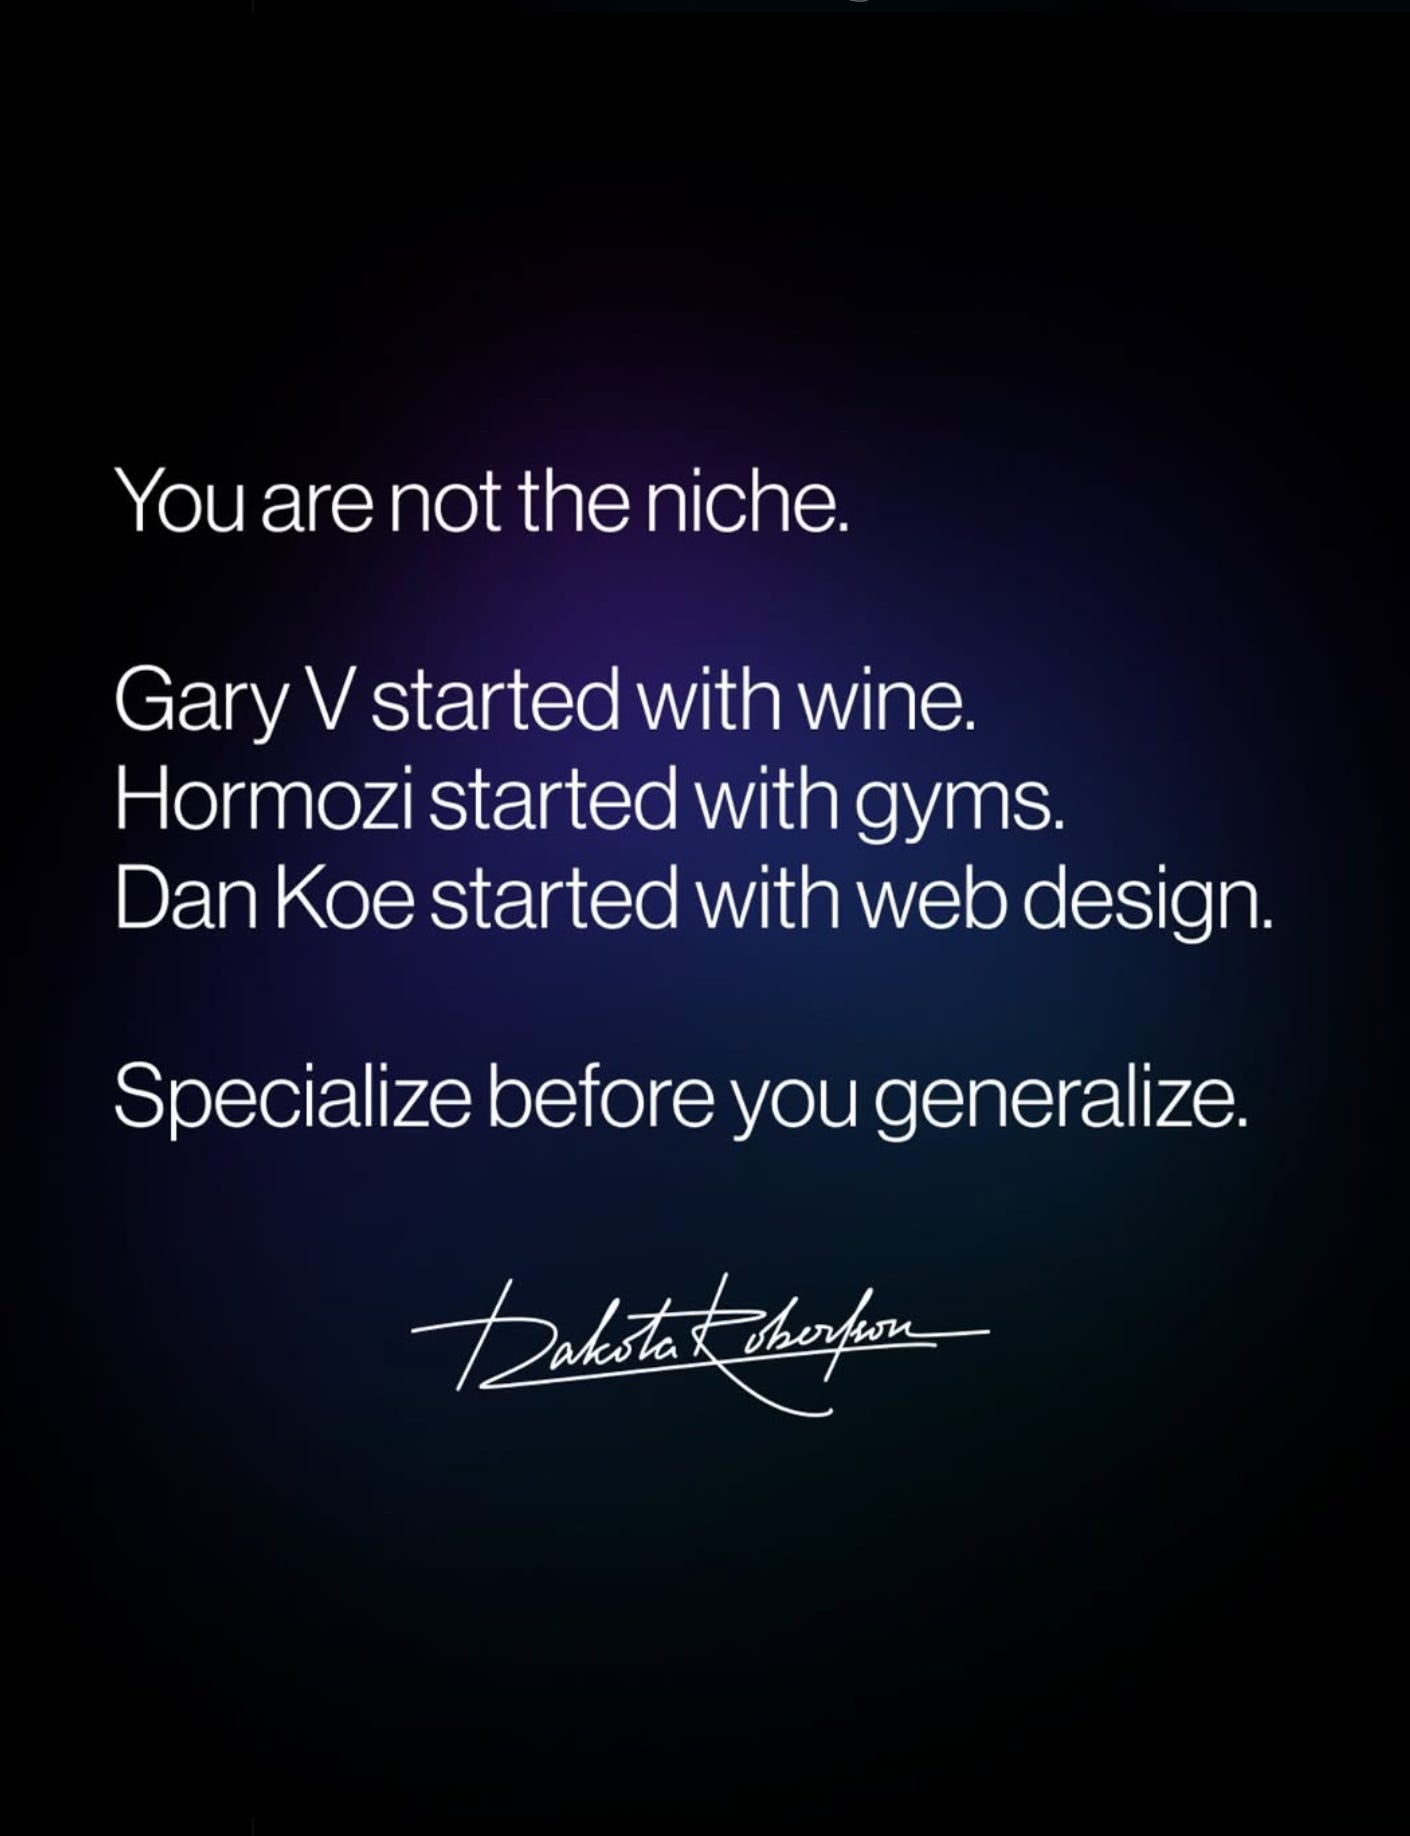 You are not the niche.
Gary V started with wine.
Hormozi started with gyms.
Dan Koe started with web design.
Specialize before you generalize.
Dakota Robertson